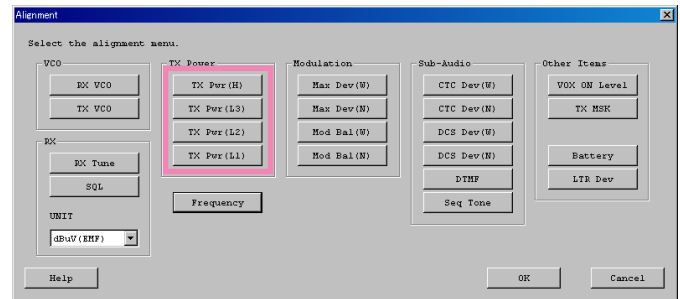 Alignment
Select the alignment menu.
VCO
RX VCO
TX VCO
RX
RX Tune
SQL
UNIT
dBuV(EMF)
TX Power
TX Pwr(H)
TX Pwr(L3)
TX Pwr(L2)
TX Pwr(L1)
Frequency
Modulation
Max Dev(W)
Max Dev(N)
Mod Bal(W)
Mod Bal(N)
Sub-Audio
CTC Dev(W)
CTC Dev(N)
DCS Dev(W)
DCS Dev(N)
DTMF
Seq Tone
Other Items
VOX ON Level
TX MSK
Battery
LTR Dev
Help
OK
Cancel